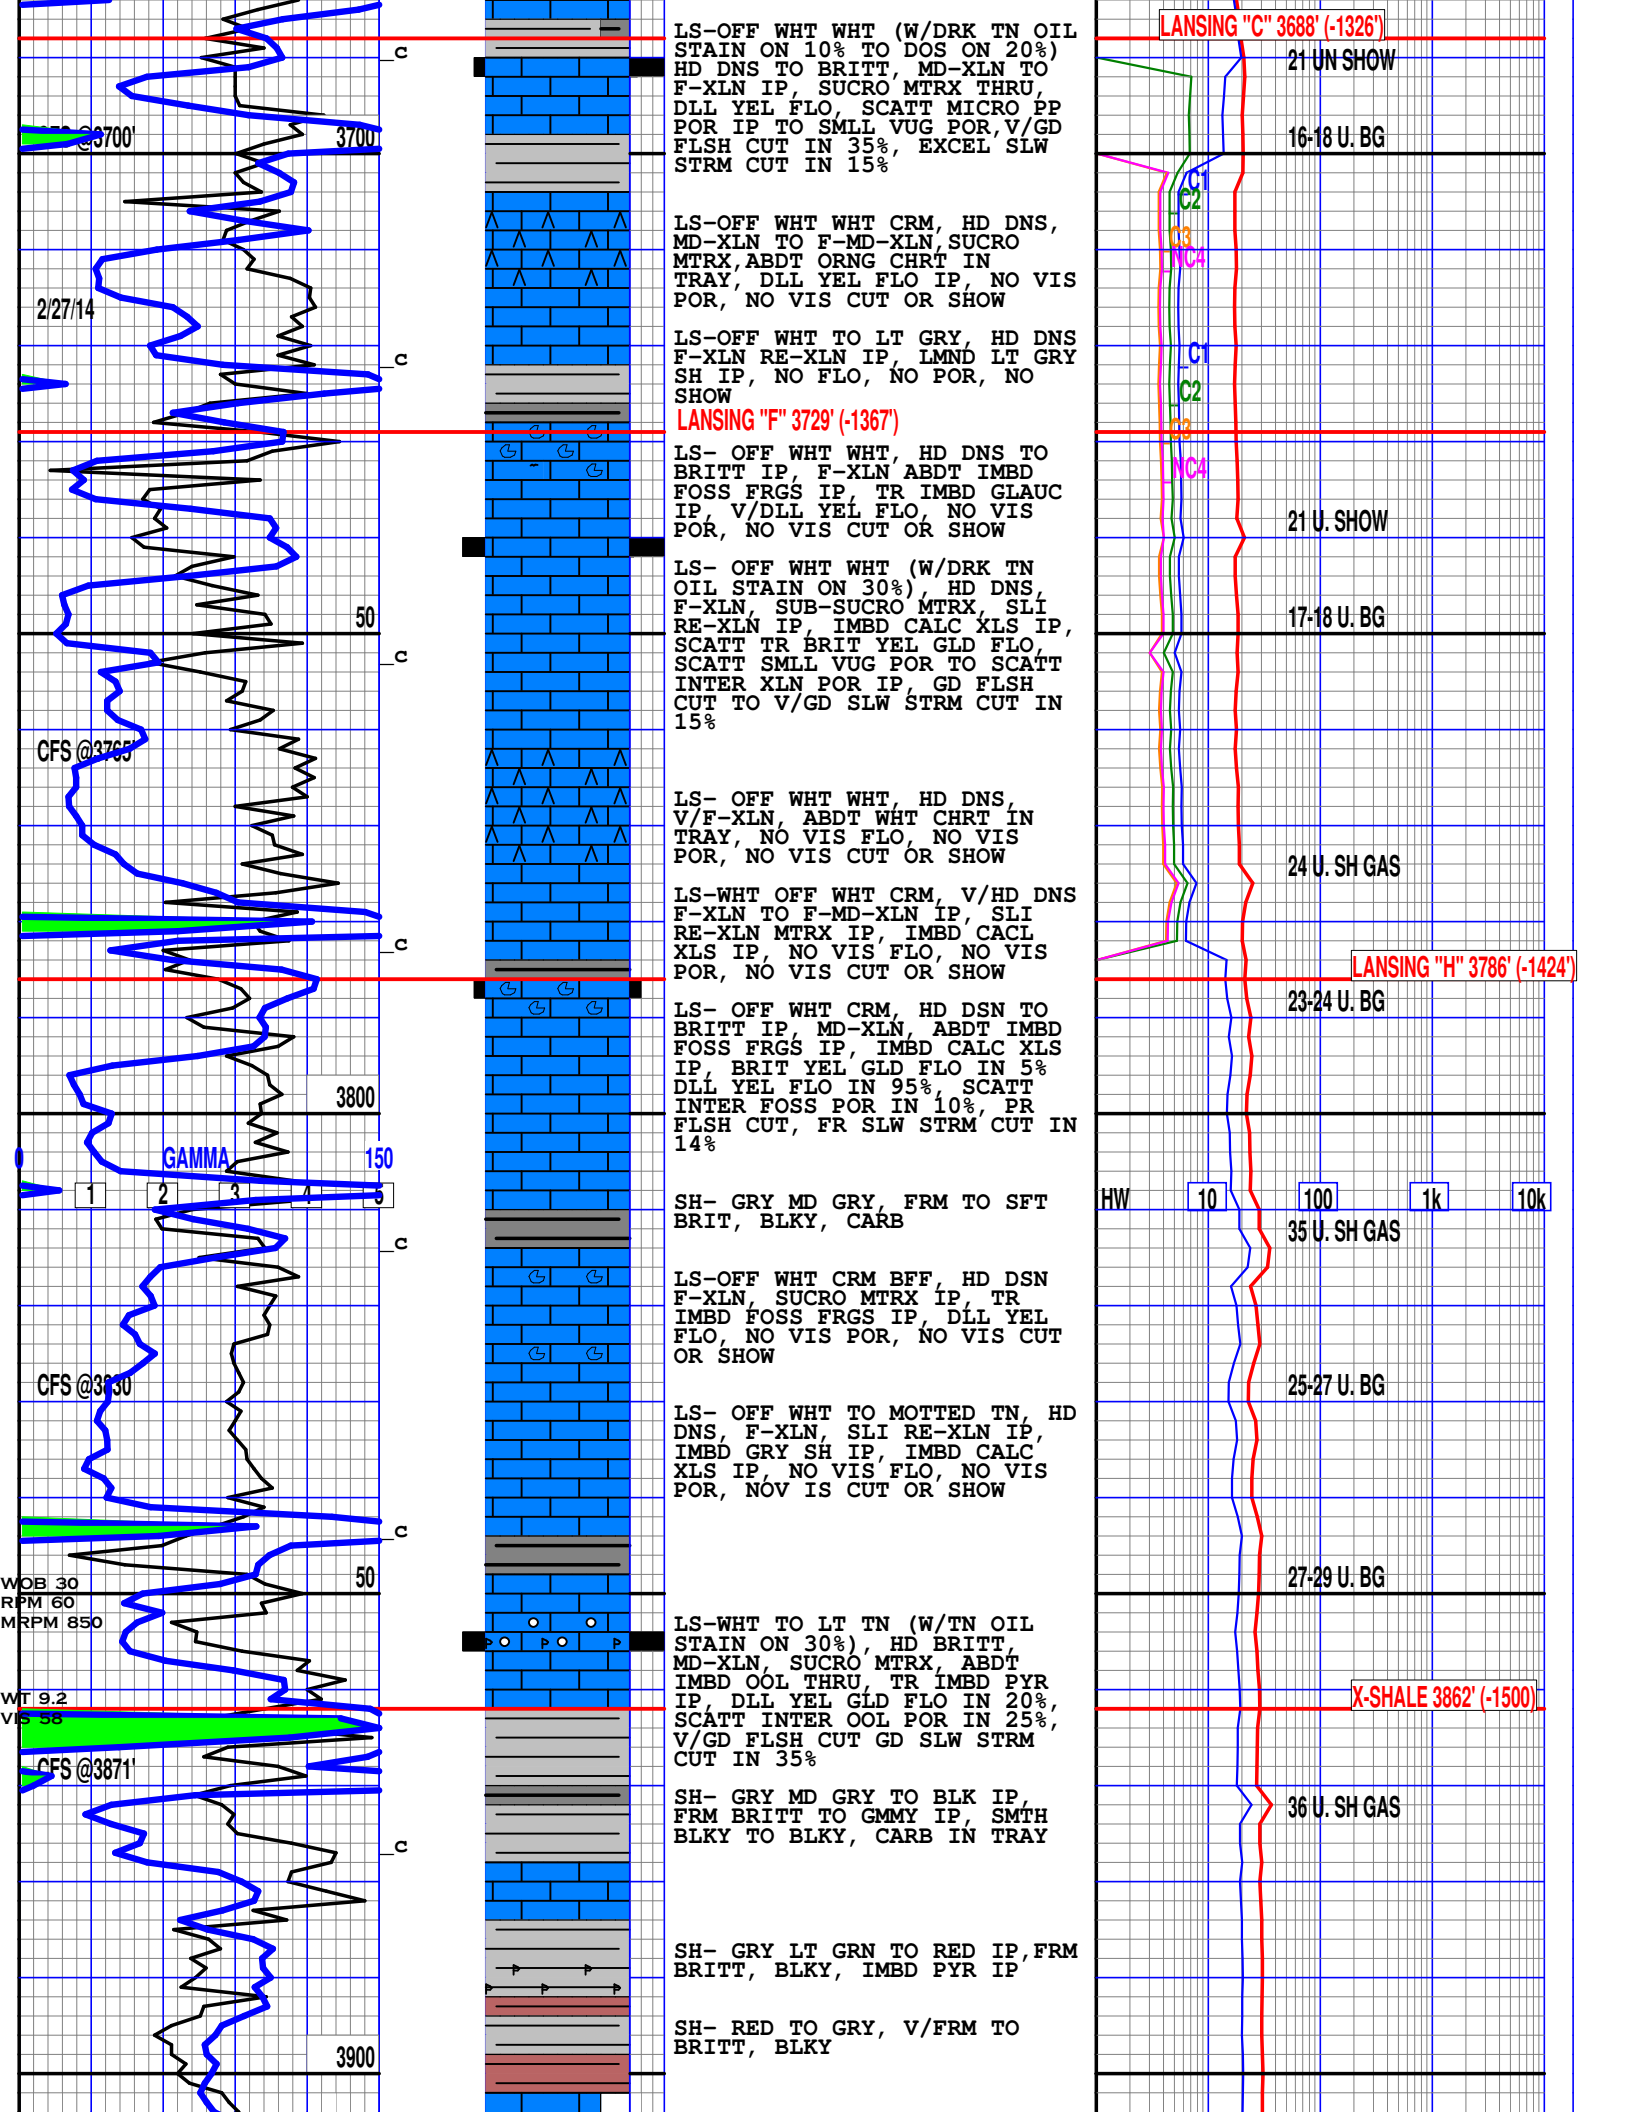 LANSING "C" 3688' (-1326')
LS-OFF WHT WHT (W/DRK TN OIL
STAIN ON 10% TO DOS ON 20%)
HD DNS TO BRITT, MD-XLN TO
F-XLN IP, SUCRO MTRX THRU,
DLL YEL FLO, SCATT MICRO PP
POR IP TO SMLL VUG POR,V/GD
FLSH CUT IN 35%, EXCEL SLW
STRM CUT IN 15%
C
21 UN SHOW
@3700'
3700
16-18 U. BG
C1
C2
C3
NC4
LS-OFF WHT WHT CRM, HD DNS,
MD-XLN TO F-MD-XLN,SUCRO
MTRX,ABDT ORNG CHRT IN
TRAY, DLL YEL FLO IP, NO VIS
POR, NO VIS CUT OR SHOW
2/27/14
LS-OFF WHT TO LT GRY, HD DNS
F-XLN RE-XLN IP, LMND LT GRY
SH IP, NO FLO, NO POR, NO
SHOW
C
C1
C2
C3
NC4
LANSING "F" 3729' (-1367')
LS- OFF WHT WHT, HD DNS TO
BRITT IP, F-XLN ABDT IMBD
FOSS FRGS IP, TR IMBD GLAUC
IP, V/DLL YEL FLO, NO VIS
POR, NO VIS CUT OR SHOW
21 U. SHOW
LS- OFF WHT WHT (W/DRK TN
OIL STAIN ON 30%), HD DNS,
F-XLN, SUB-SUCRO MTRX, SLI
RE-XLN IP, IMBD CALC XLS IP,
SCATT TR BRIT YEL GLD FLO,
SCATT SMLL VUG POR TO SCATT
INTER XLN POR IP, GD FLSH
CUT TO V/GD SLW STRM CUT IN
15%
50
17-18 U. BG
C
CFS @3765'
LS- OFF WHT WHT, HD DNS,
V/F-XLN, ABDT WHT CHRT IN
TRAY, NO VIS FLO, NO VIS
POR, NO VIS CUT OR SHOW
24 U. SH GAS
LS-WHT OFF WHT CRM, V/HD DNS
F-XLN TO F-MD-XLN IP, SLI
RE-XLN MTRX IP, IMBD CACL
XLS IP, NO VIS FLO, NO VIS
POR, NO VIS CUT OR SHOW
C
LANSING "H" 3786' (-1424')
23-24 U. BG
LS- OFF WHT CRM, HD DSN TO
BRITT IP, MD-XLN, ABDT IMBD
FOSS FRGS IP, IMBD CALC XLS
IP, BRIT YEL GLD FLO IN 5%
DLL YEL FLO IN 95%, SCATT
INTER FOSS POR IN 10%, PR
FLSH CUT, FR SLW STRM CUT IN
14%
3800
0 GAMMA 150
1 2 3 4 5
HW 10 100 1k 10k
SH- GRY MD GRY, FRM TO SFT
BRIT, BLKY, CARB
C
35 U. SH GAS
LS-OFF WHT CRM BFF, HD DSN
F-XLN, SUCRO MTRX IP, TR
IMBD FOSS FRGS IP, DLL YEL
FLO, NO VIS POR, NO VIS CUT
OR SHOW
CFS @3830'
25-27 U. BG
LS- OFF WHT TO MOTTED TN, HD
DNS, F-XLN, SLI RE-XLN IP,
IMBD GRY SH IP, IMBD CALC
XLS IP, NO VIS FLO, NO VIS
POR, NOV IS CUT OR SHOW
C
50
27-29 U. BG
WOB 30
RPM 60
MRPM 850
LS-WHT TO LT TN (W/TN OIL
STAIN ON 30%), HD BRITT,
MD-XLN, SUCRO MTRX, ABDT
IMBD OOL THRU, TR IMBD PYR
IP, DLL YEL GLD FLO IN 20%,
SCATT INTER OOL POR IN 25%,
V/GD FLSH CUT GD SLW STRM
CUT IN 35%
WT 9.2
VIS 58
X-SHALE 3862' (-1500)
CFS @3871'
SH- GRY MD GRY TO BLK IP,
FRM BRITT TO GMMY IP, SMTH
BLKY TO BLKY, CARB IN TRAY
36 U. SH GAS
C
SH- GRY LT GRN TO RED IP,FRM
BRITT, BLKY, IMBD PYR IP
SH- RED TO GRY, V/FRM TO
BRITT, BLKY
3900